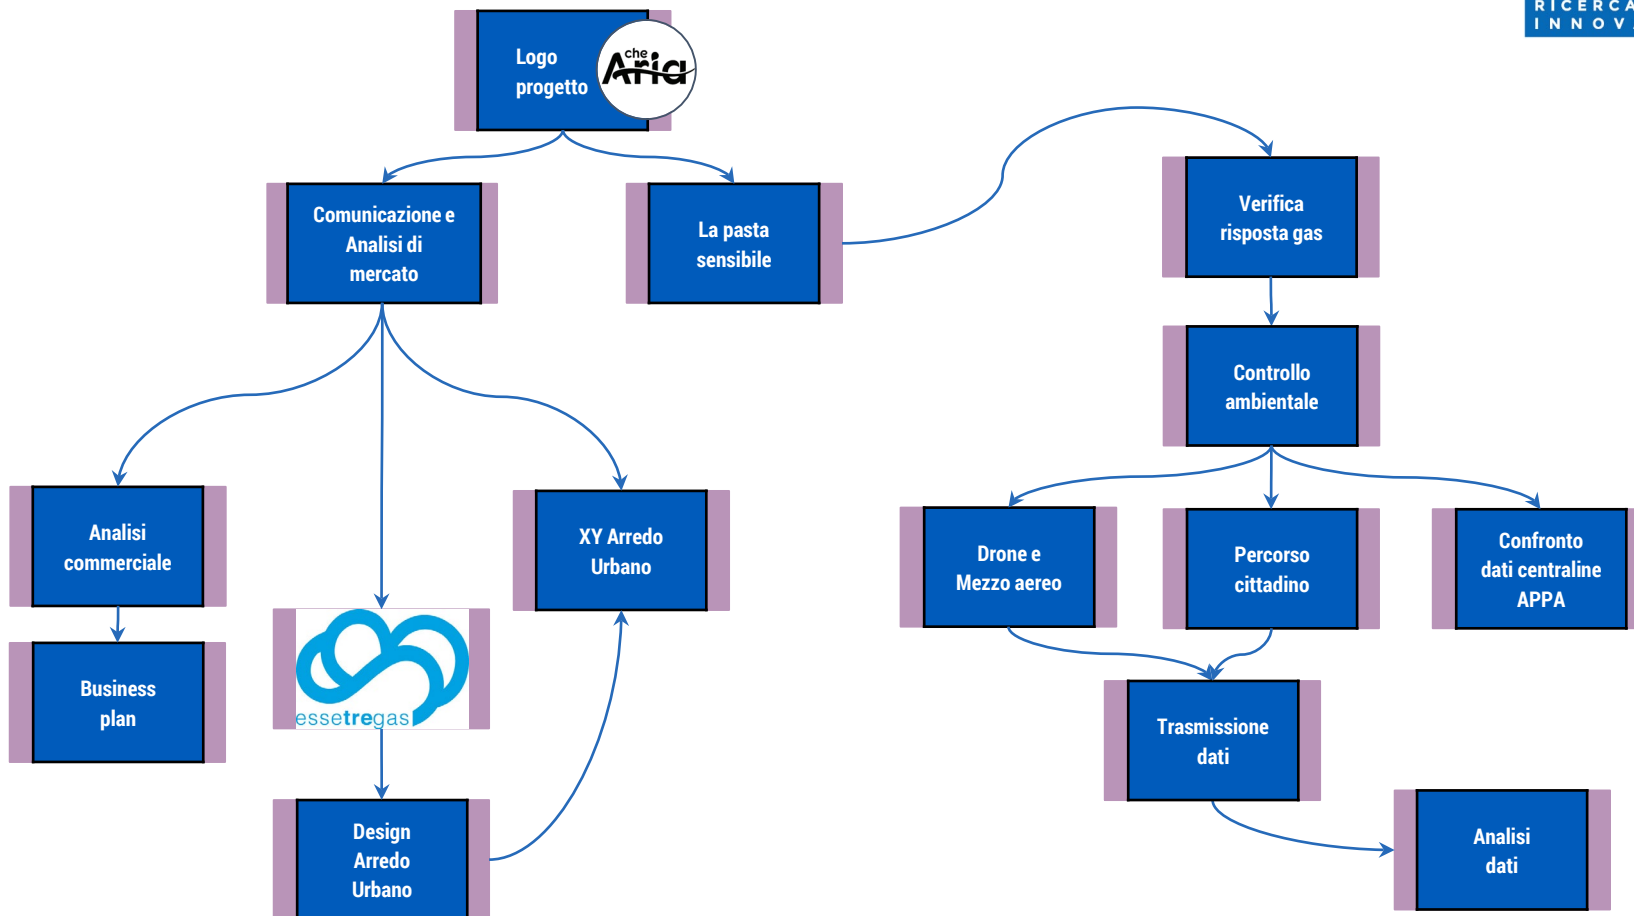 RICERCA
INNOV
Logo
progetto
che
Aria
Comunicazione e
Analisi di
mercato
La pasta
sensibile
Verifica
risposta gas
Controllo
ambientale
Analisi
commerciale
XY Arredo
Urbano
Drone e
Mezzo aereo
Percorso
cittadino
Confronto
dati centraline
APPA
Business
plan
essetregas
Trasmissione
dati
Design
Arredo
Urbano
Analisi
dati